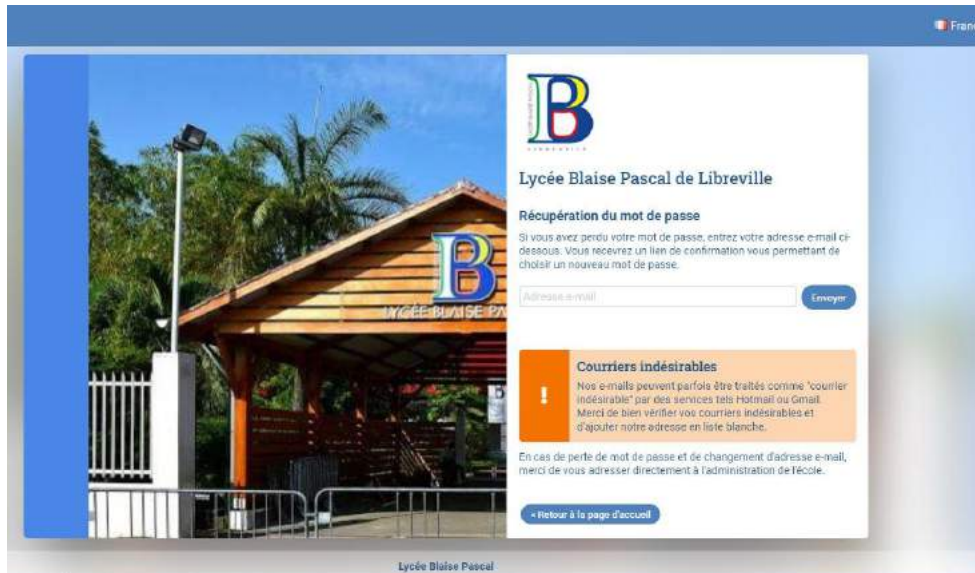 Lycée Blaise Pascal de Libreville
Récupération du mot de passe
Si vous avez perdu votre mot de passe, entrez votre adresse e-mail ci-
dessous. Vous recevrez un lien de confirmation vous permettant de
choisir un nouveau mot de passe.
Adresse e-mail
Envoyer
LYCÉE BLAISE PA
Courriers indésirables
Nos e-mails peuvent parfois être traités comme "courrier
indésirable" par des services tels Hotmail ou Gmail.
Merci de bien vérifier vos courriers indésirables et
d'ajouter notre adresse en liste blanche.
En cas de perte de mot de passe et de changement d'adresse e-mail,
merci de vous adresser directement à l'administration de l'école.
< Retour à la page d'accueil
Lycée Blaise Pascal